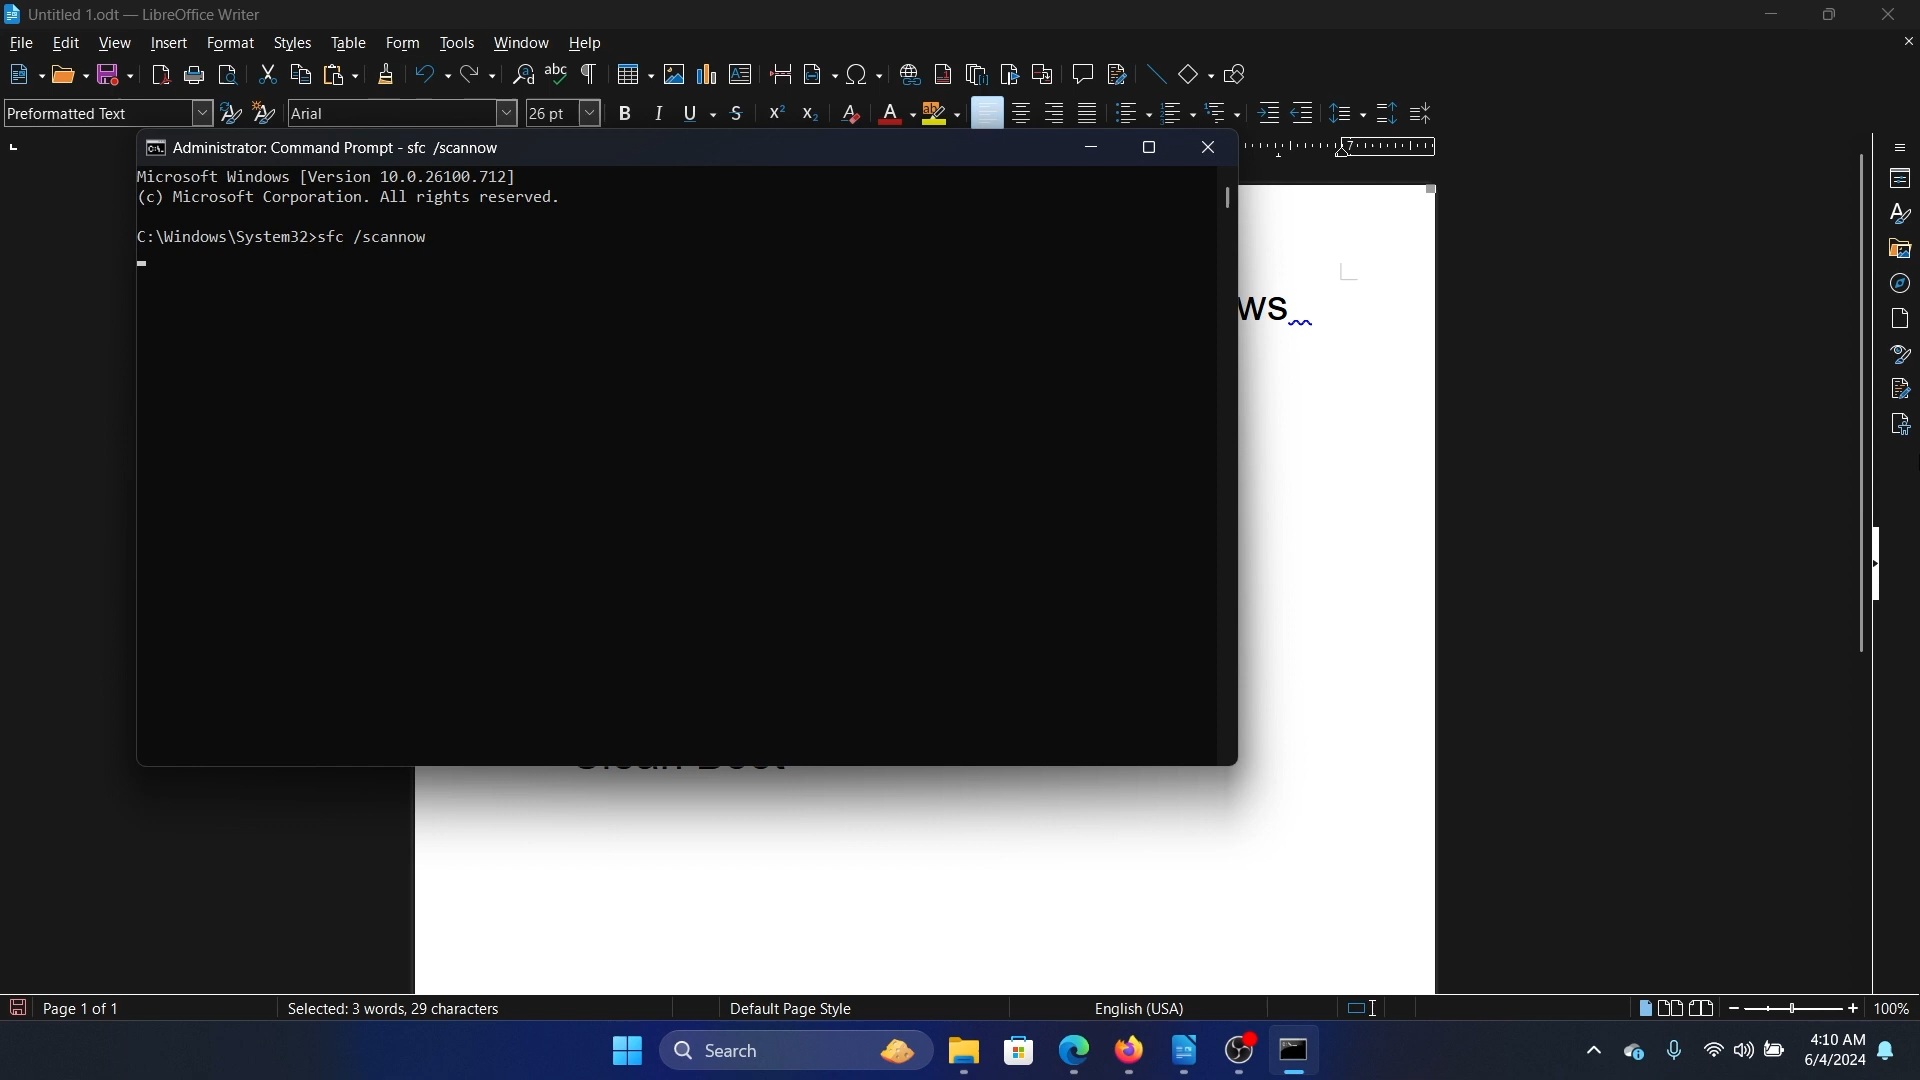 Untitled 1.odt — LibreOffice Writer
File Edit View Insert Format Styles Table Form Tools Window Help
Preformatted Text Arial 26 pt
Administrator: Command Prompt - sfc /scannow
Microsoft Windows [Version 10.0.26100.712]
(c) Microsoft Corporation. All rights reserved.
C:\Windows\System32>sfc /scannow
ws
Page 1 of 1 Selected: 3 words, 29 characters Default Page Style English (USA) 100%
Search
4:10 AM
6/4/2024